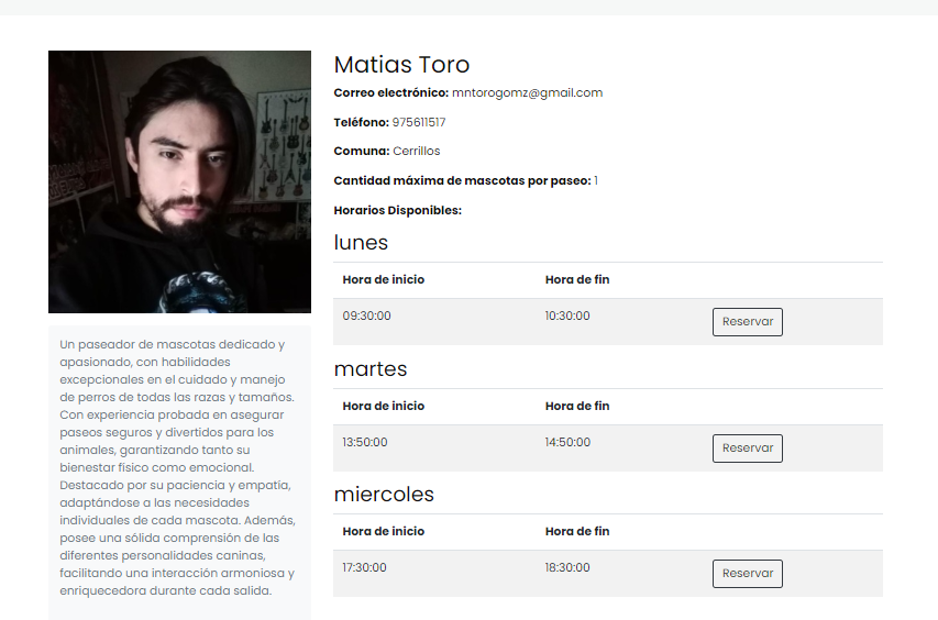 Matias Toro
Correo electrónico: mntorogomz@gmail.com
Teléfono: 975611517
Comuna: Cerrillos
Cantidad máxima de mascotas por paseo: 1
Horarios Disponibles:
lunes
Hora de inicio Hora de fin
09:30:00 10:30:00 Reservar
martes
Hora de inicio Hora de fin
13:50:00 14:50:00 Reservar
miercoles
Hora de inicio Hora de fin
17:30:00 18:30:00 Reservar
Un paseador de mascotas dedicado y
apasionado, con habilidades
excepcionales en el cuidado y manejo
de perros de todas las razas y tamaños.
Con experiencia probada en asegurar
paseos seguros y divertidos para los
animales, garantizando tanto su
bienestar físico como emocional.
Destacado por su paciencia y empatía,
adaptándose a las necesidades
individuales de cada mascota. Además,
posee una sólida comprensión de las
diferentes personalidades caninas,
facilitando una interacción armoniosa y
enriquecedora durante cada salida.